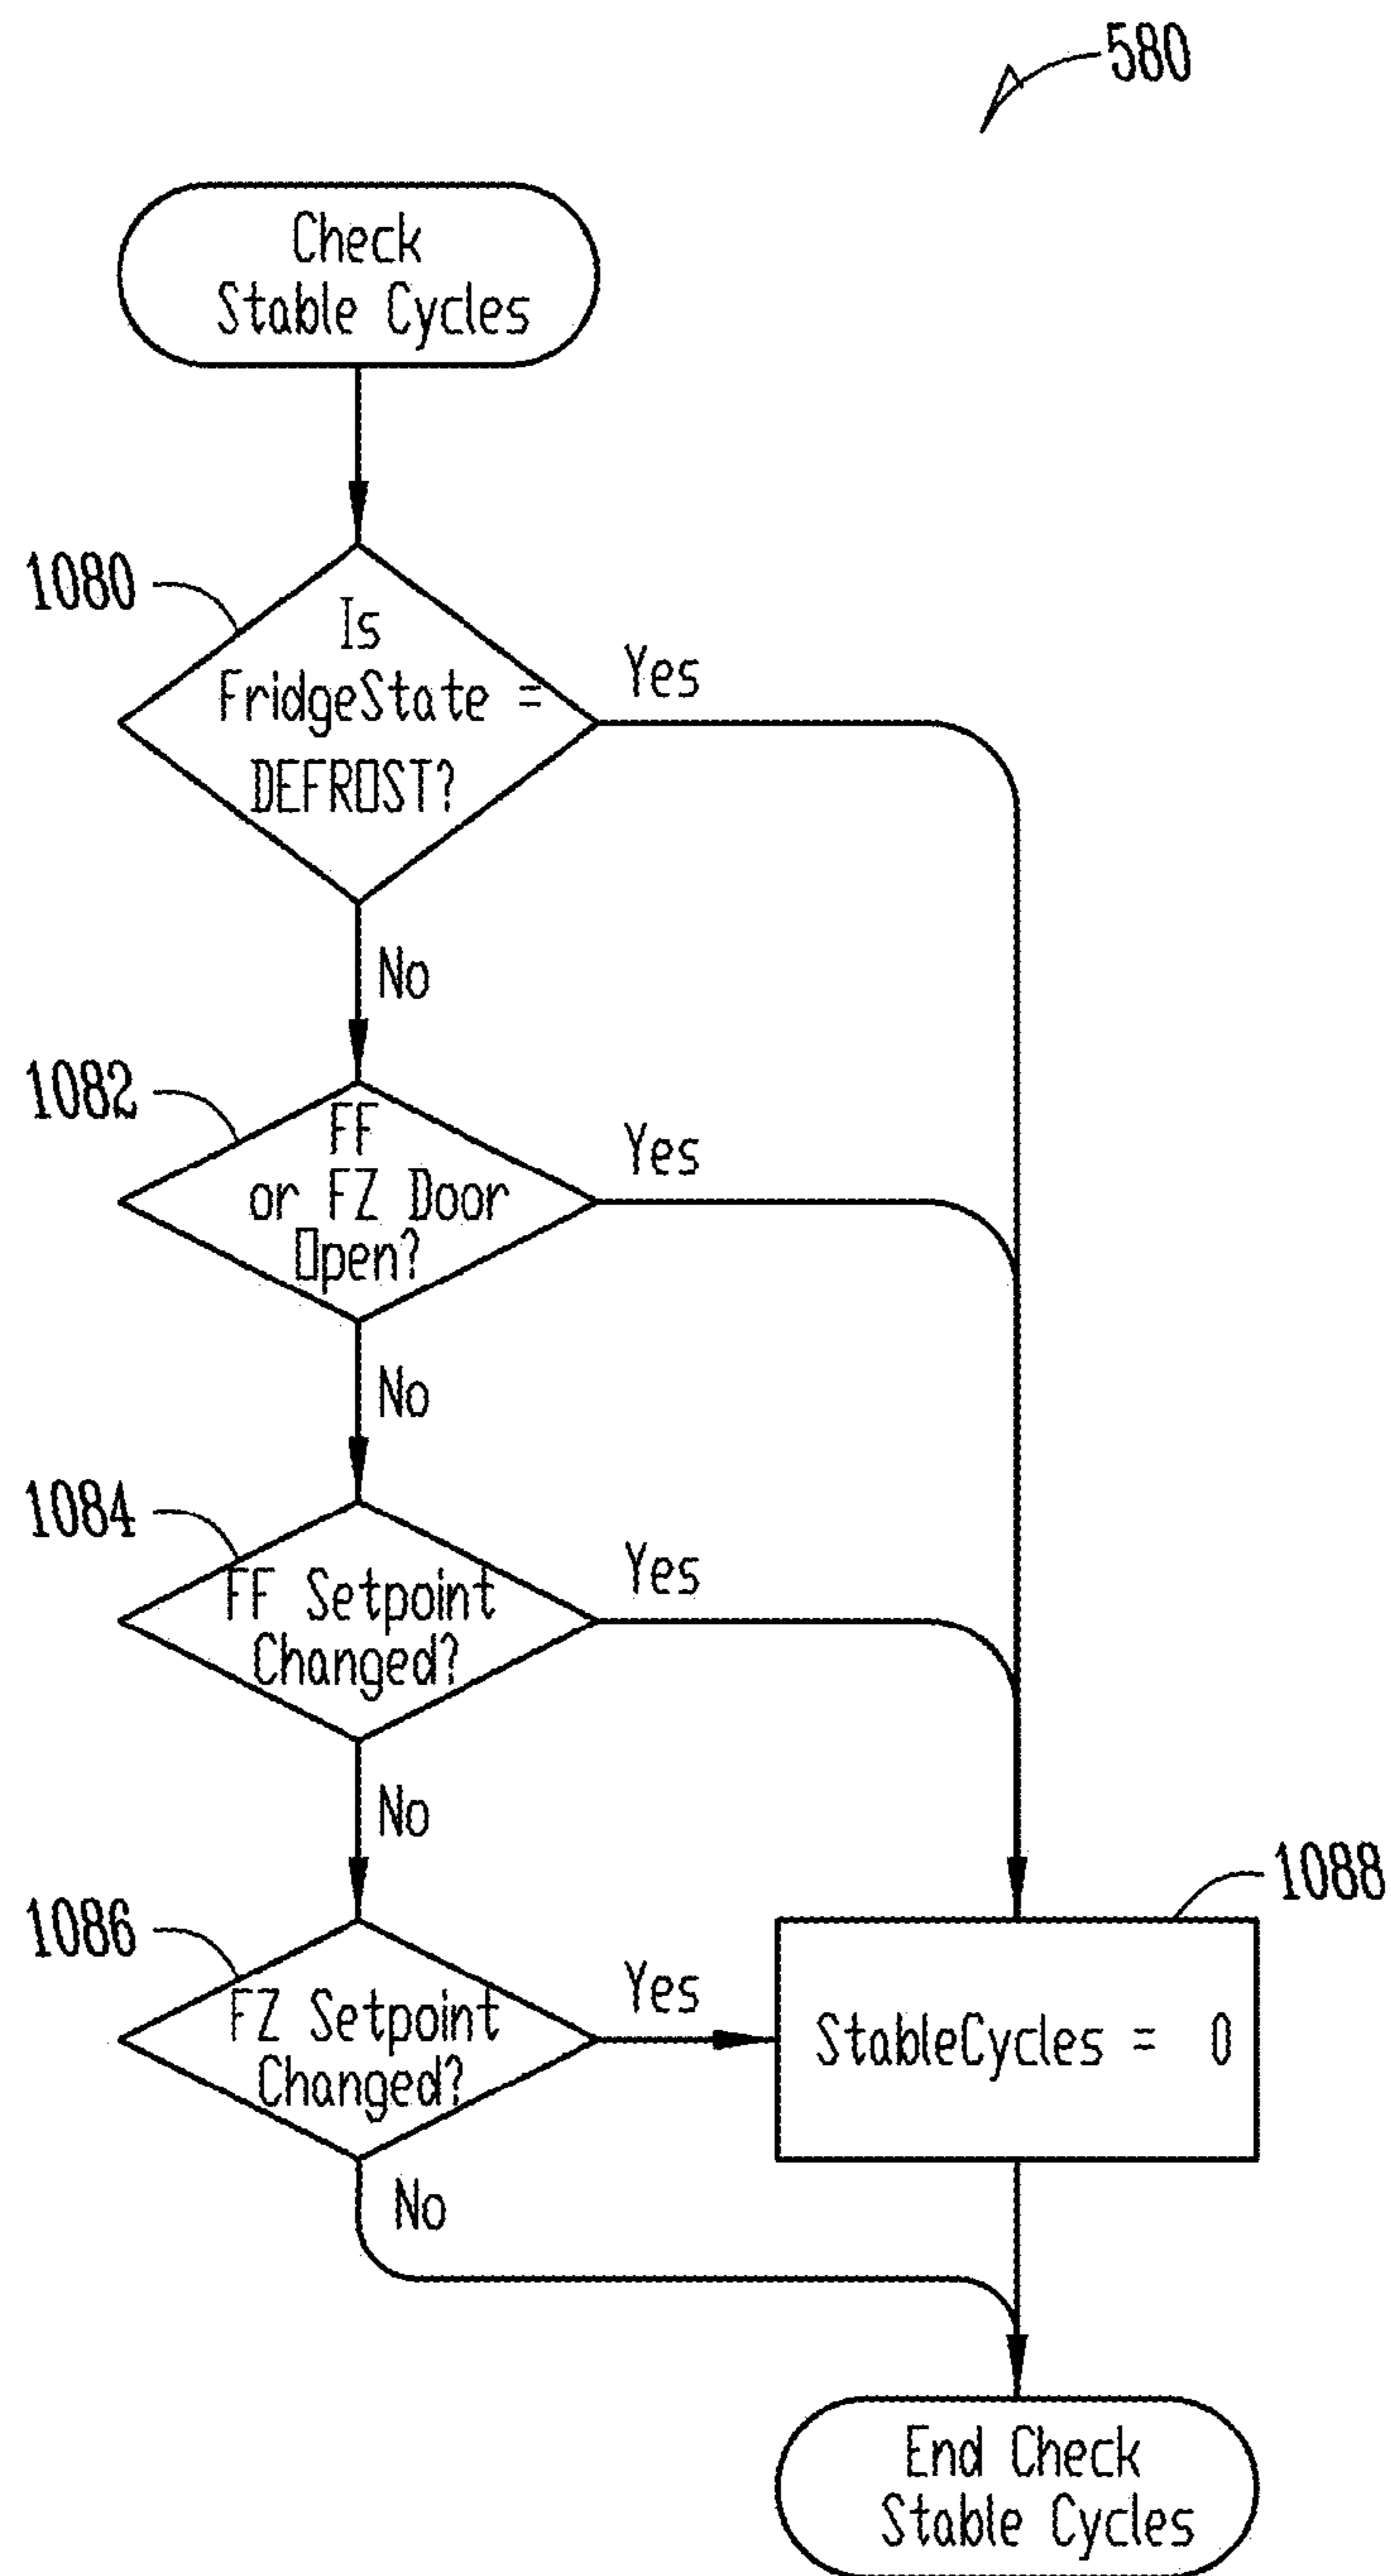 580
Check
Stable Cycles
1080
Is
FridgeState =
DEFROST?
Yes
No
1082
FF
or FZ Door
Open?
Yes
No
1084
FF Setpoint
Changed?
Yes
No
1086
FZ Setpoint
Changed?
Yes
No
1088
StableCycles = 0
End Check
Stable Cycles